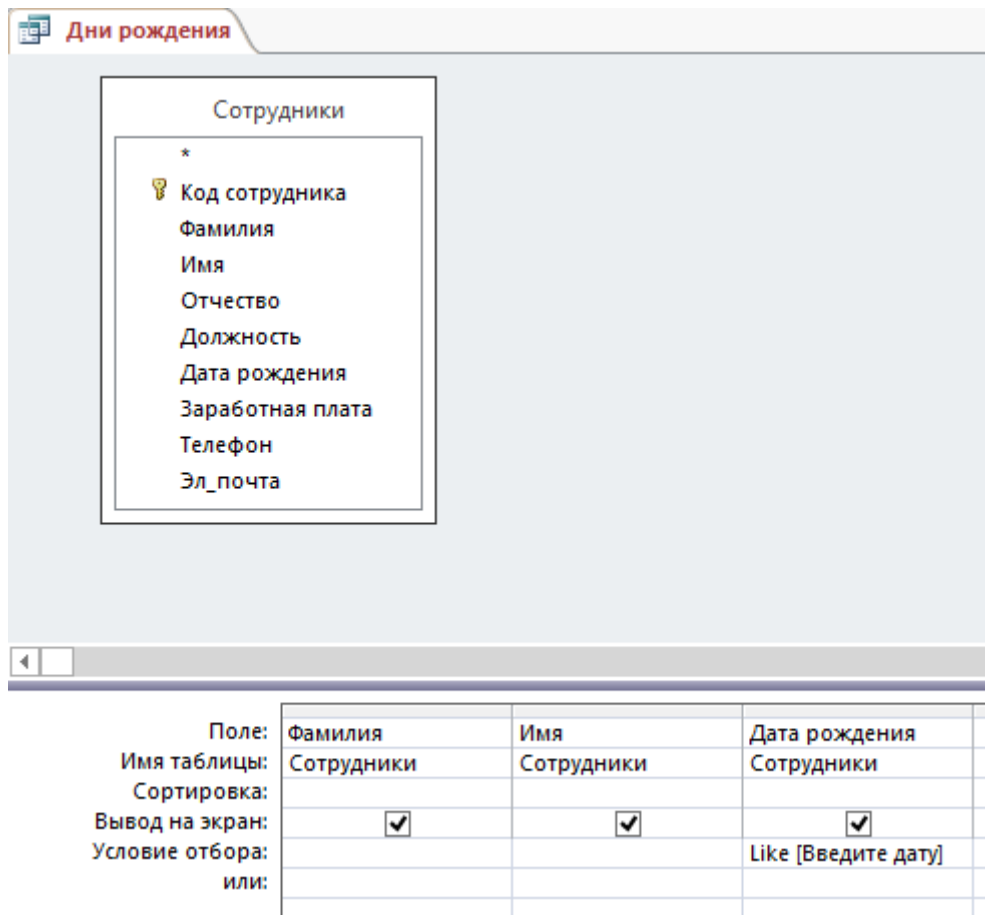 Дни рождения
Сотрудники
*
Код сотрудника
Фамилия
Имя
Отчество
Должность
Дата рождения
Заработная плата
Телефон
Эл_почта
Поле: Фамилия Имя Дата рождения
Имя таблицы: Сотрудники Сотрудники Сотрудники
Сортировка:
Вывод на экран:
Условие отбора: Like [Введите дату]
или: